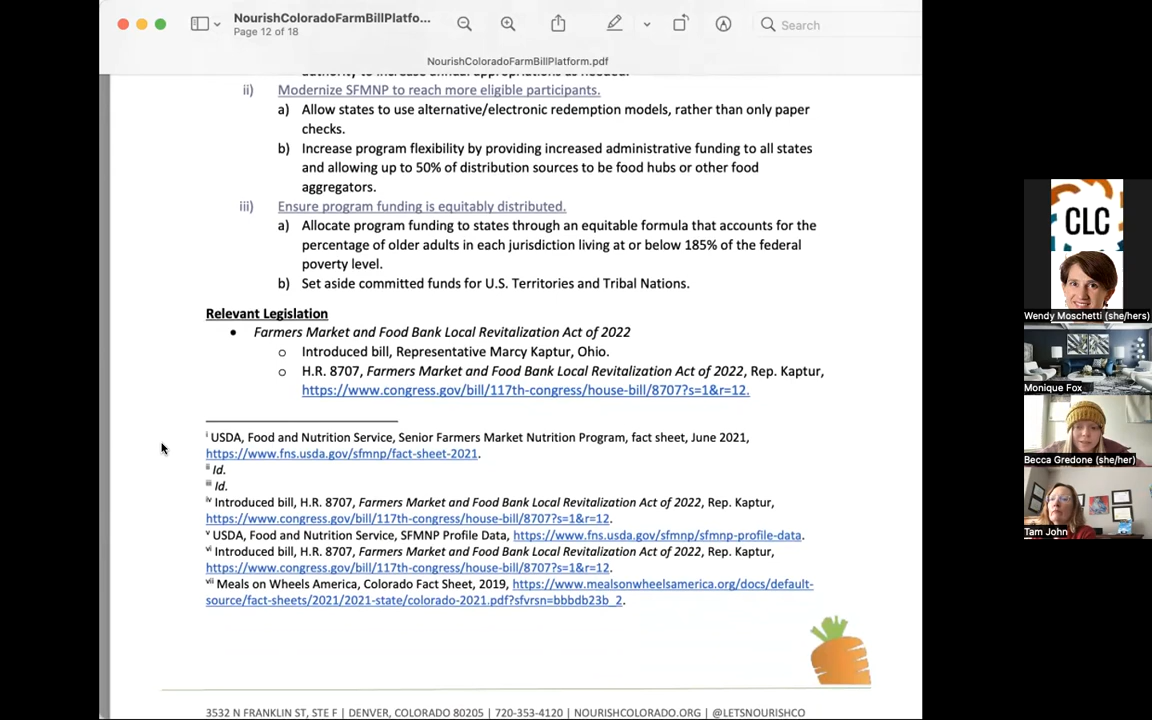 NourishColoradoFarmBillPlatfo...
Page 12 of 18
Search
NourishColoradoFarmBillPlatform.pdf
authority to increase annual appropriations as needed.
ii) Modernize SFMNP to reach more eligible participants.
a) Allow states to use alternative/electronic redemption models, rather than only paper
checks.
b) Increase program flexibility by providing increased administrative funding to all states
and allowing up to 50% of distribution sources to be food hubs or other food
aggregators.
iii) Ensure program funding is equitably distributed.
a) Allocate program funding to states through an equitable formula that accounts for the
percentage of older adults in each jurisdiction living at or below 185% of the federal
poverty level.
b) Set aside committed funds for U.S. Territories and Tribal Nations.
Relevant Legislation
• Farmers Market and Food Bank Local Revitalization Act of 2022
o Introduced bill, Representative Marcy Kaptur, Ohio.
o H.R. 8707, Farmers Market and Food Bank Local Revitalization Act of 2022, Rep. Kaptur,
https://www.congress.gov/bill/117th-congress/house-bill/8707?s=1&r=12.
i USDA, Food and Nutrition Service, Senior Farmers Market Nutrition Program, fact sheet, June 2021,
https://www.fns.usda.gov/sfmnp/fact-sheet-2021.
ii Id.
iii Id.
iv Introduced bill, H.R. 8707, Farmers Market and Food Bank Local Revitalization Act of 2022, Rep. Kaptur,
https://www.congress.gov/bill/117th-congress/house-bill/8707?s=1&r=12.
v USDA, Food and Nutrition Service, SFMNP Profile Data, https://www.fns.usda.gov/sfmnp/sfmnp-profile-data.
vi Introduced bill, H.R. 8707, Farmers Market and Food Bank Local Revitalization Act of 2022, Rep. Kaptur,
https://www.congress.gov/bill/117th-congress/house-bill/8707?s=1&r=12.
vii Meals on Wheels America, Colorado Fact Sheet, 2019, https://www.mealsonwheelsamerica.org/docs/default-
source/fact-sheets/2021/2021-state/colorado-2021.pdf?sfvrsn=bbbdb23b_2.
3532 N FRANKLIN ST, STE F | DENVER, COLORADO 80205 | 720-353-4120 | NOURISHCOLORADO.ORG | @LETSNOURISHCO
CLC
Wendy Moschetti (she/hers)
Monique Fox
Becca Gredone (she/her)
Tam John